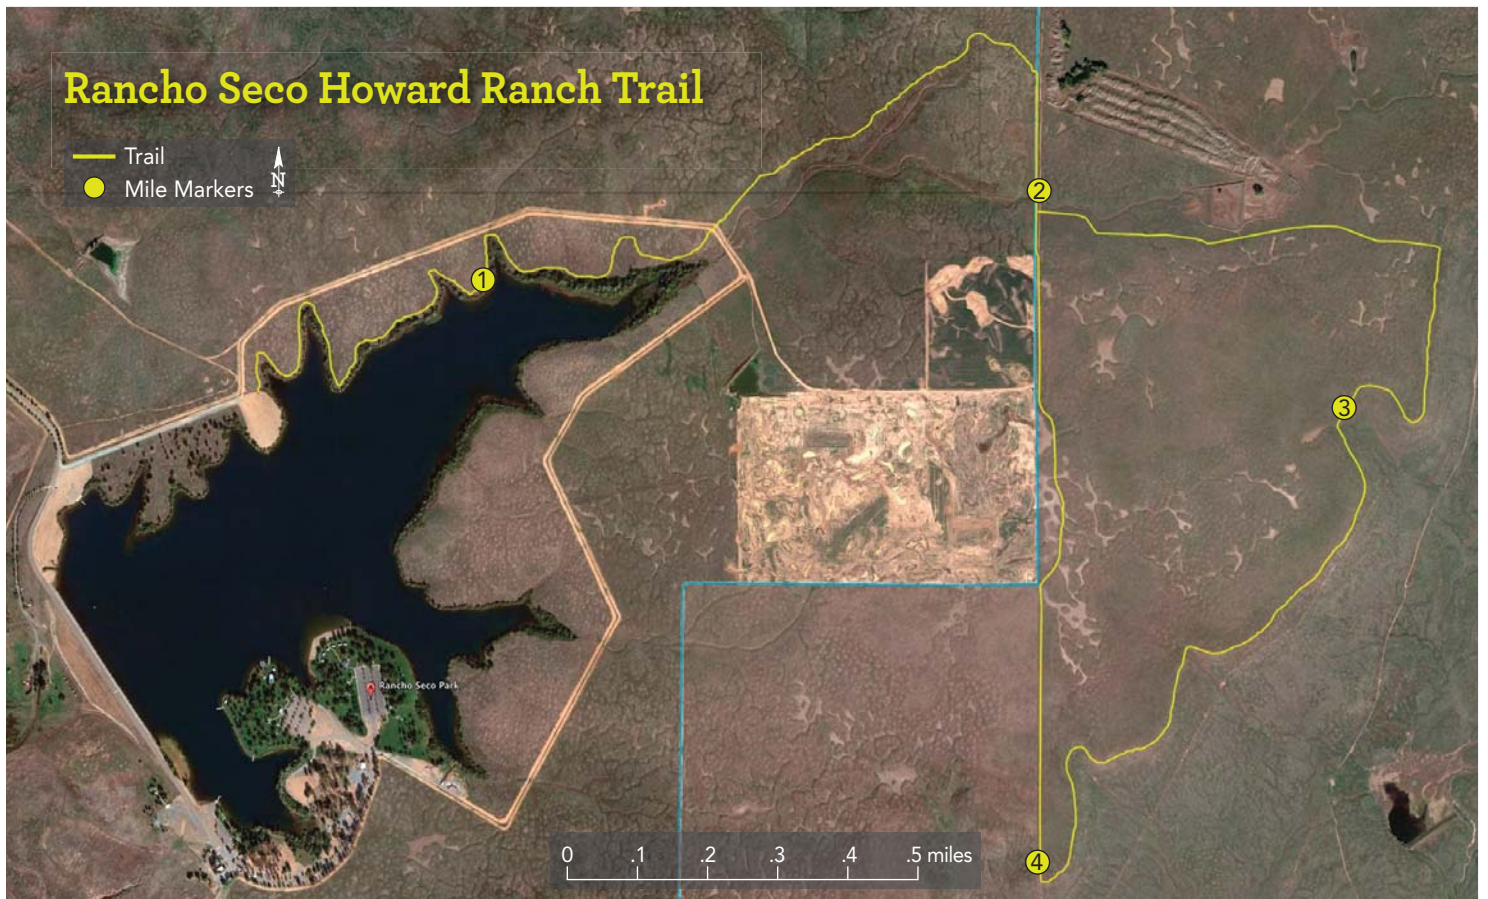 Rancho Seco Howard Ranch Trail
Trail
Mile Markers
N
2
1
3
Rancho Seco Park
0 .1 .2 .3 .4 .5 miles
4